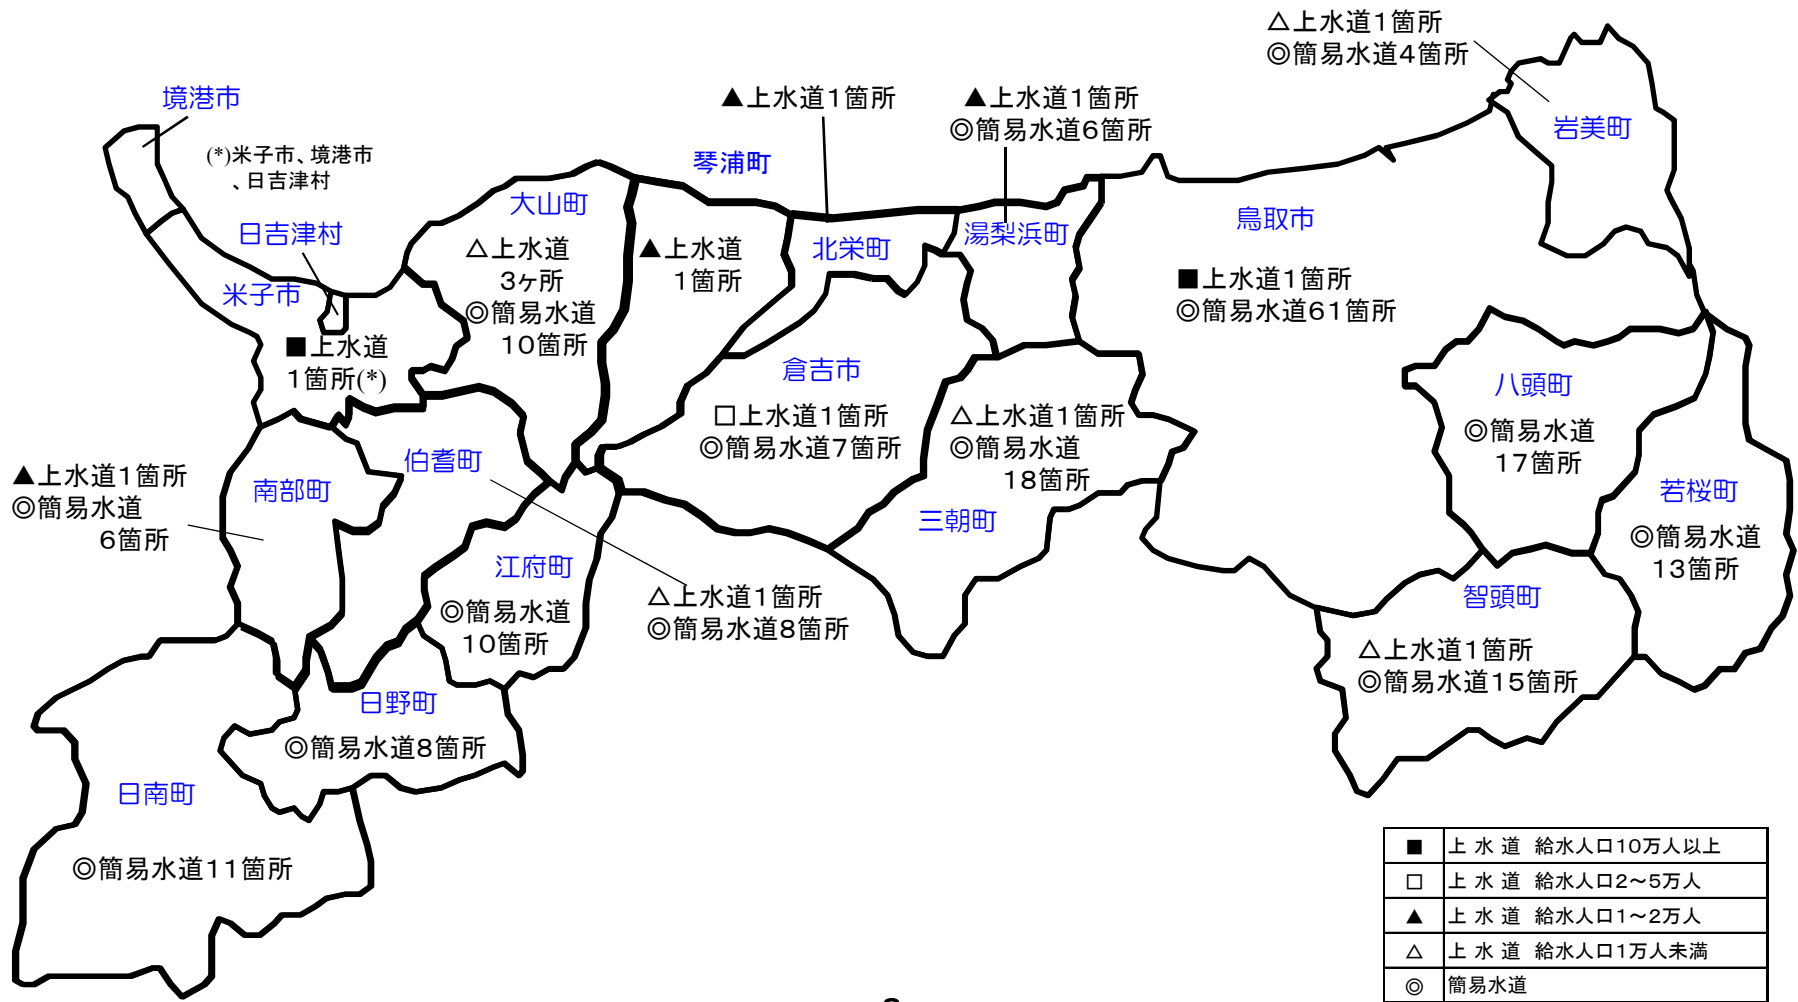 △上水道1箇所
◎簡易水道4箇所
岩美町
境港市
(*)米子市、境港市
、日吉津村
▲上水道1箇所
▲上水道1箇所
◎簡易水道6箇所
琴浦町
大山町
日吉津村
米子市
■上水道
1箇所(*)
△上水道
3ヶ所
◎簡易水道
10箇所
▲上水道
1箇所
北栄町
湯梨浜町
鳥取市
■上水道1箇所
◎簡易水道61箇所
倉吉市
□上水道1箇所
◎簡易水道7箇所
△上水道1箇所
◎簡易水道
18箇所
三朝町
八頭町
◎簡易水道
17箇所
若桜町
◎簡易水道
13箇所
▲上水道1箇所
◎簡易水道
6箇所
南部町
伯耆町
江府町
◎簡易水道
10箇所
△上水道1箇所
◎簡易水道8箇所
智頭町
△上水道1箇所
◎簡易水道15箇所
日野町
◎簡易水道8箇所
日南町
◎簡易水道11箇所
■ 上 水 道 給水人口10万人以上
□ 上 水 道 給水人口2～5万人
▲ 上 水 道 給水人口1～2万人
△ 上 水 道 給水人口1万人未満
◎ 簡易水道